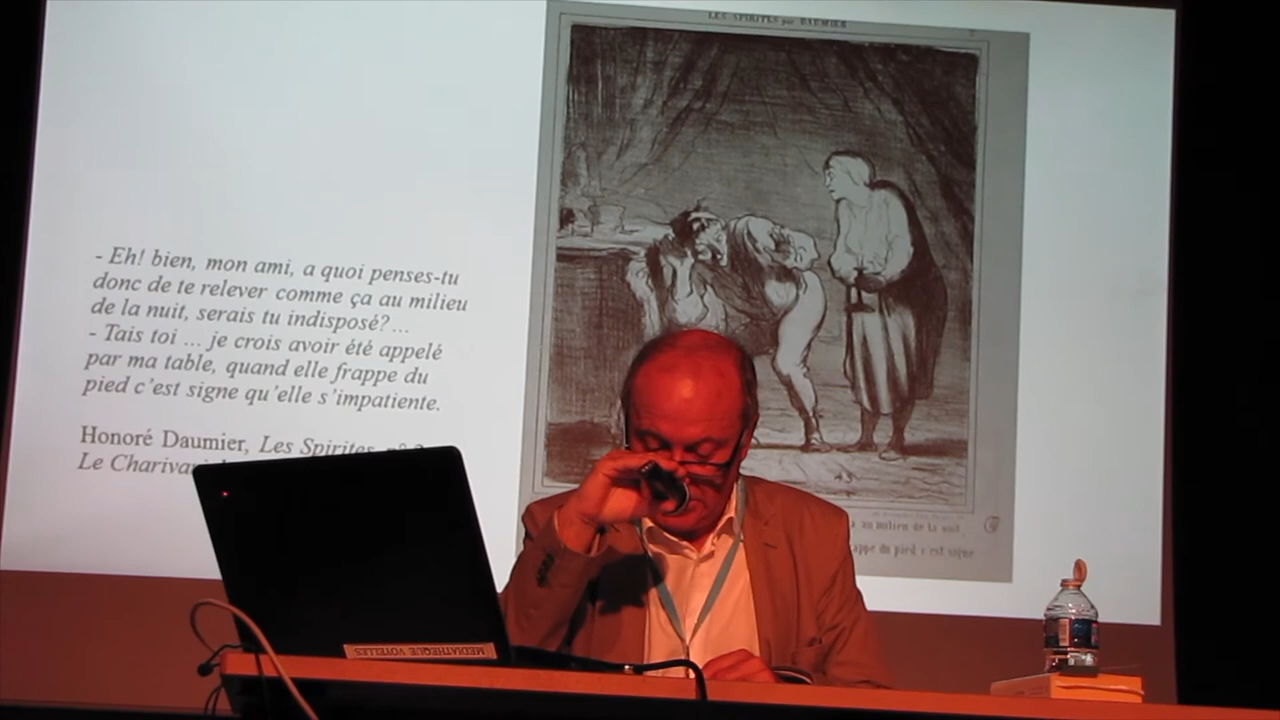 LES SPIRITES par DAUMIER
- Eh! bien, mon ami, a quoi penses-tu
donc de te relever comme ça au milieu
de la nuit, serais tu indisposé?...
- Tais toi ... je crois avoir été appelé
par ma table, quand elle frappe du
pied c'est signe qu'elle s'impatiente.
Honoré Daumier, Les Spirites,
Le Charivari
au milieu de la nuit
du pied c'est signe
MEDIATHEQUE VOYELLES